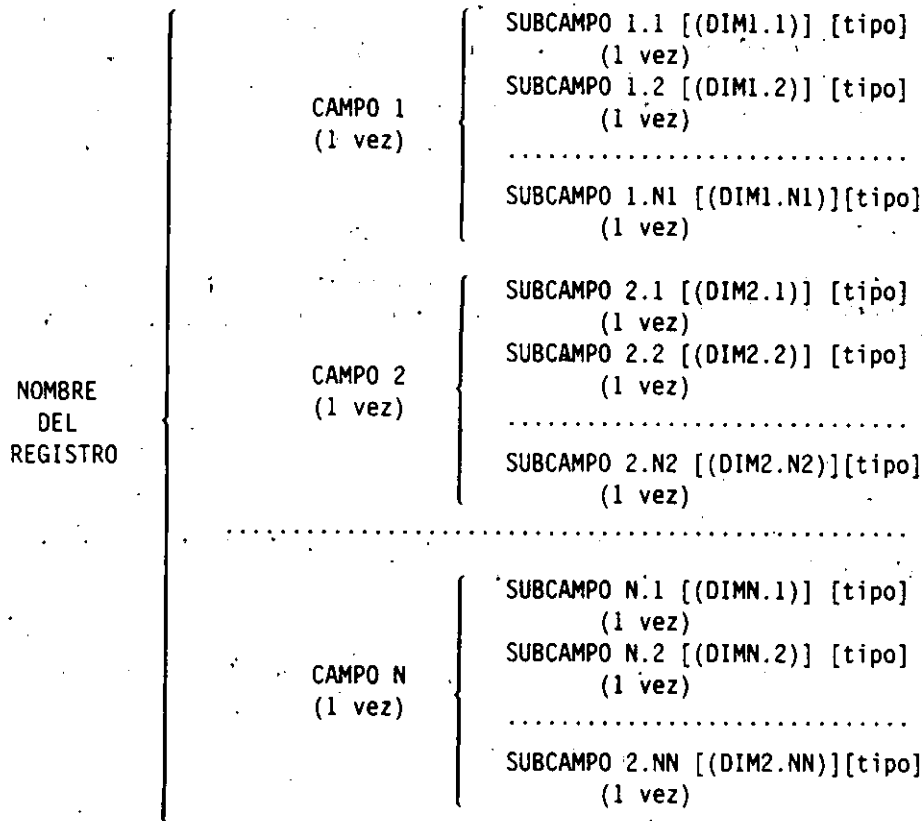 SUBCAMPO 1.1 [(DIM1.1)] [tipo]
(1 vez)
SUBCAMPO 1.2 [(DIM1.2)] [tipo]
(1 vez)
CAMPO 1
(1 vez)
..............................
SUBCAMPO 1.N1 [(DIM1.N1)][tipo]
(1 vez)
SUBCAMPO 2.1 [(DIM2.1)] [tipo]
(1 vez)
SUBCAMPO 2.2 [(DIM2.2)] [tipo]
(1 vez)
CAMPO 2
(1 vez)
..............................
SUBCAMPO 2.N2 [(DIM2.N2)][tipo]
(1 vez)
NOMBRE
DEL
REGISTRO
....................................................
SUBCAMPO N.1 [(DIMN.1)] [tipo]
(1 vez)
SUBCAMPO N.2 [(DIMN.2)] [tipo]
(1 vez)
CAMPO N
(1 vez)
..............................
SUBCAMPO 2.NN [(DIM2.NN)][tipo]
(1 vez)